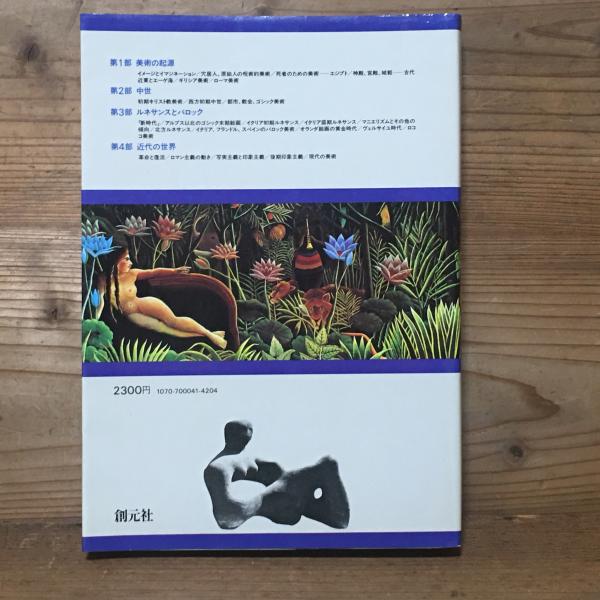 第1部 美術の起源
イメージとイマジネーション/穴居人、原始人の呪術的美術/死者のための美術——エジプト/神殿、宮殿、城郭——古代
近東とエーゲ海/ギリシア美術/ローマ美術
第2部 中世
初期キリスト教美術/西方初期中世/都市、教会、ゴシック美術
第3部 ルネサンスとバロック
「新時代」/アルプス以北のゴシック末期絵画、イタリア初期ルネサンス/イタリア盛期ルネサンス/マニエリスムとその他の
傾向/北方ルネサンス、イタリア、フランドル、スペインのバロック美術/オランダ絵画の黄金時代/ヴェルサイユ時代/ロコ
コ美術
第4部 近代の世界
革命と復活/ロマン主義の動き/写実主義と印象主義/後期印象主義/現代の美術
2300円 1070-700041-4204
創元社